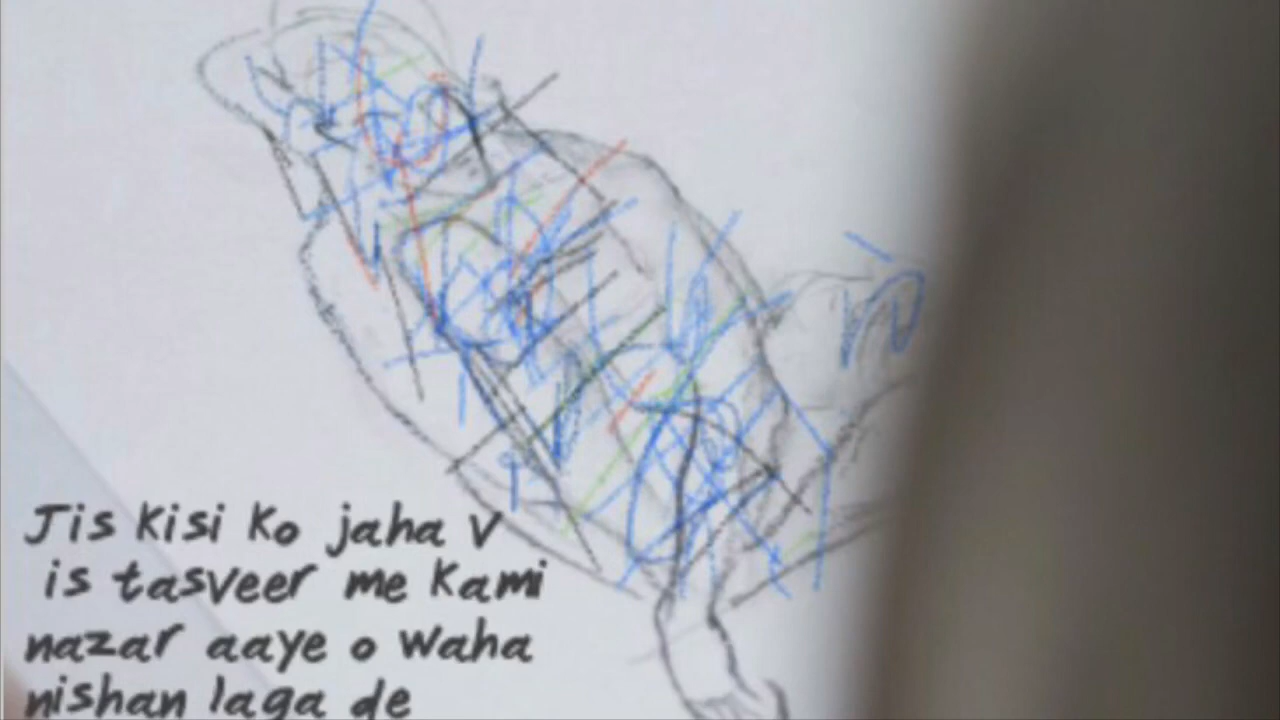 Jis kisi ko jaha v
is tasveer me kami
nazar aaye o waha
nishan laga de